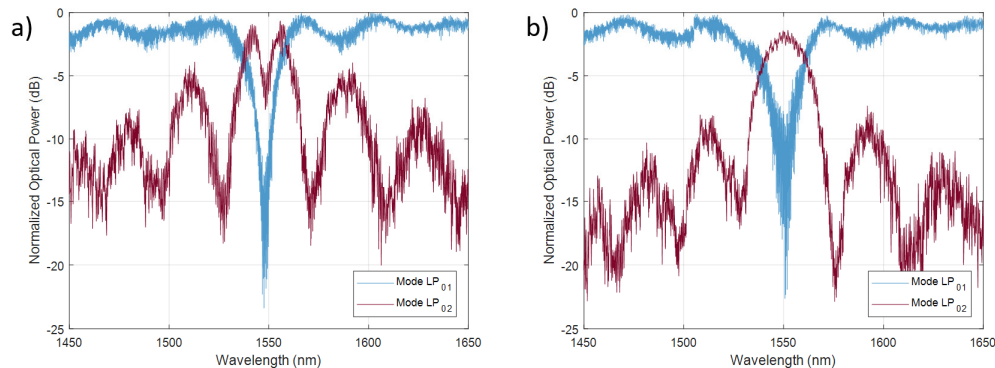 a)
Normalized Optical Power (dB)
0
-5
-10
-15
-20
-25
1450
1500
1550
1600
1650
Wavelength (nm)
Mode LP01
Mode LP02
b)
Normalized Optical Power (dB)
0
-5
-10
-15
-20
-25
1450
1500
1550
1600
1650
Wavelength (nm)
Mode LP01
Mode LP02